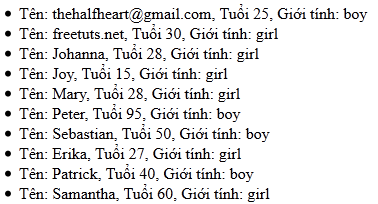 Tên: thehalfheart@gmail.com, Tuổi 25, Giới tính: boy
Tên: freetuts.net, Tuổi 30, Giới tính: girl
Tên: Johanna, Tuổi 28, Giới tính: girl
Tên: Joy, Tuổi 15, Giới tính: girl
Tên: Mary, Tuổi 28, Giới tính: girl
Tên: Peter, Tuổi 95, Giới tính: boy
Tên: Sebastian, Tuổi 50, Giới tính: boy
Tên: Erika, Tuổi 27, Giới tính: girl
Tên: Patrick, Tuổi 40, Giới tính: boy
Tên: Samantha, Tuổi 60, Giới tính: girl